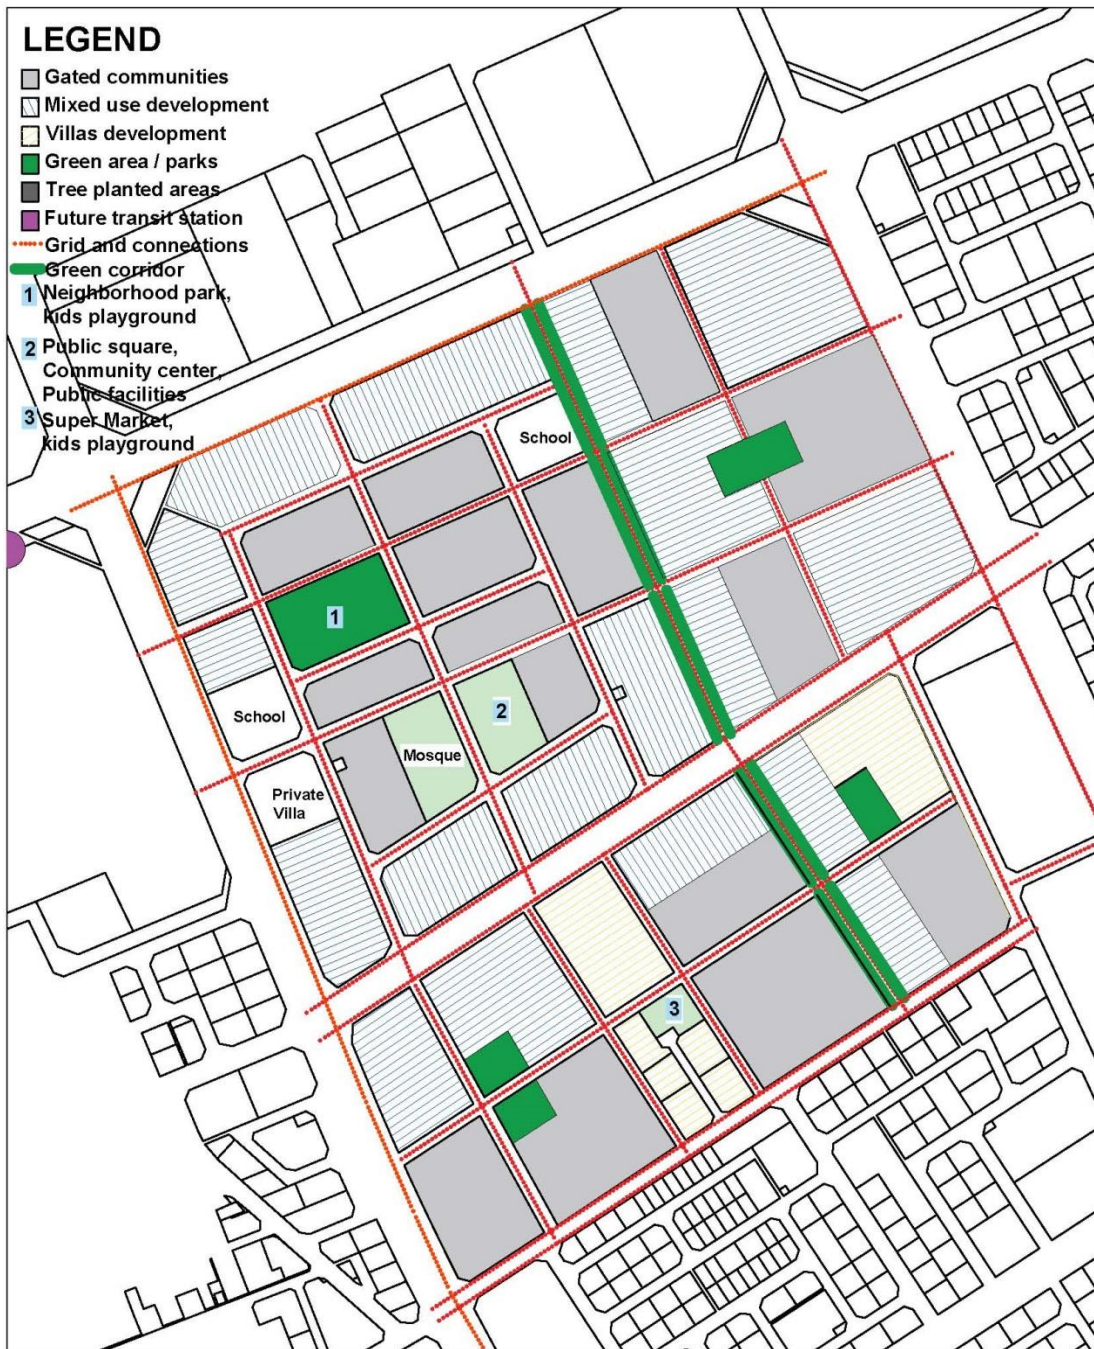 LEGEND
Gated communities
Mixed use development
Villas development
Green area / parks
Tree planted areas
Future transit station
Grid and connections
Green corridor
1 Neighborhood park,
kids playground
2 Public square,
Community center,
Public facilities
3 Super Market,
kids playground
School
1
School
2
Mosque
Private
Villa
3